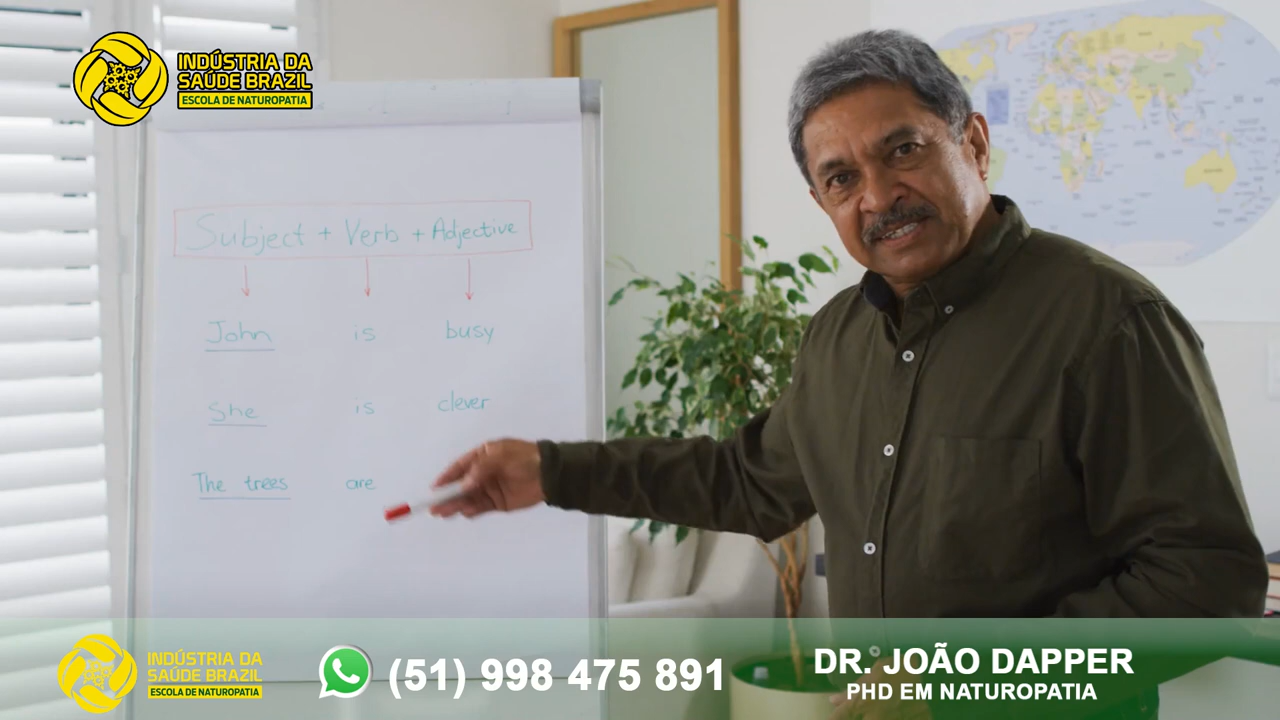 INDÚSTRIA DA
SAÚDE BRAZIL
ESCOLA DE NATUROPATIA
Subject + Verb + Adjective
John is busy
She is clever
The trees are
INDÚSTRIA DA
SAÚDE BRAZIL
ESCOLA DE NATUROPATIA
(51) 998 475 891
DR. JOÃO DAPPER
PHD EM NATUROPATIA